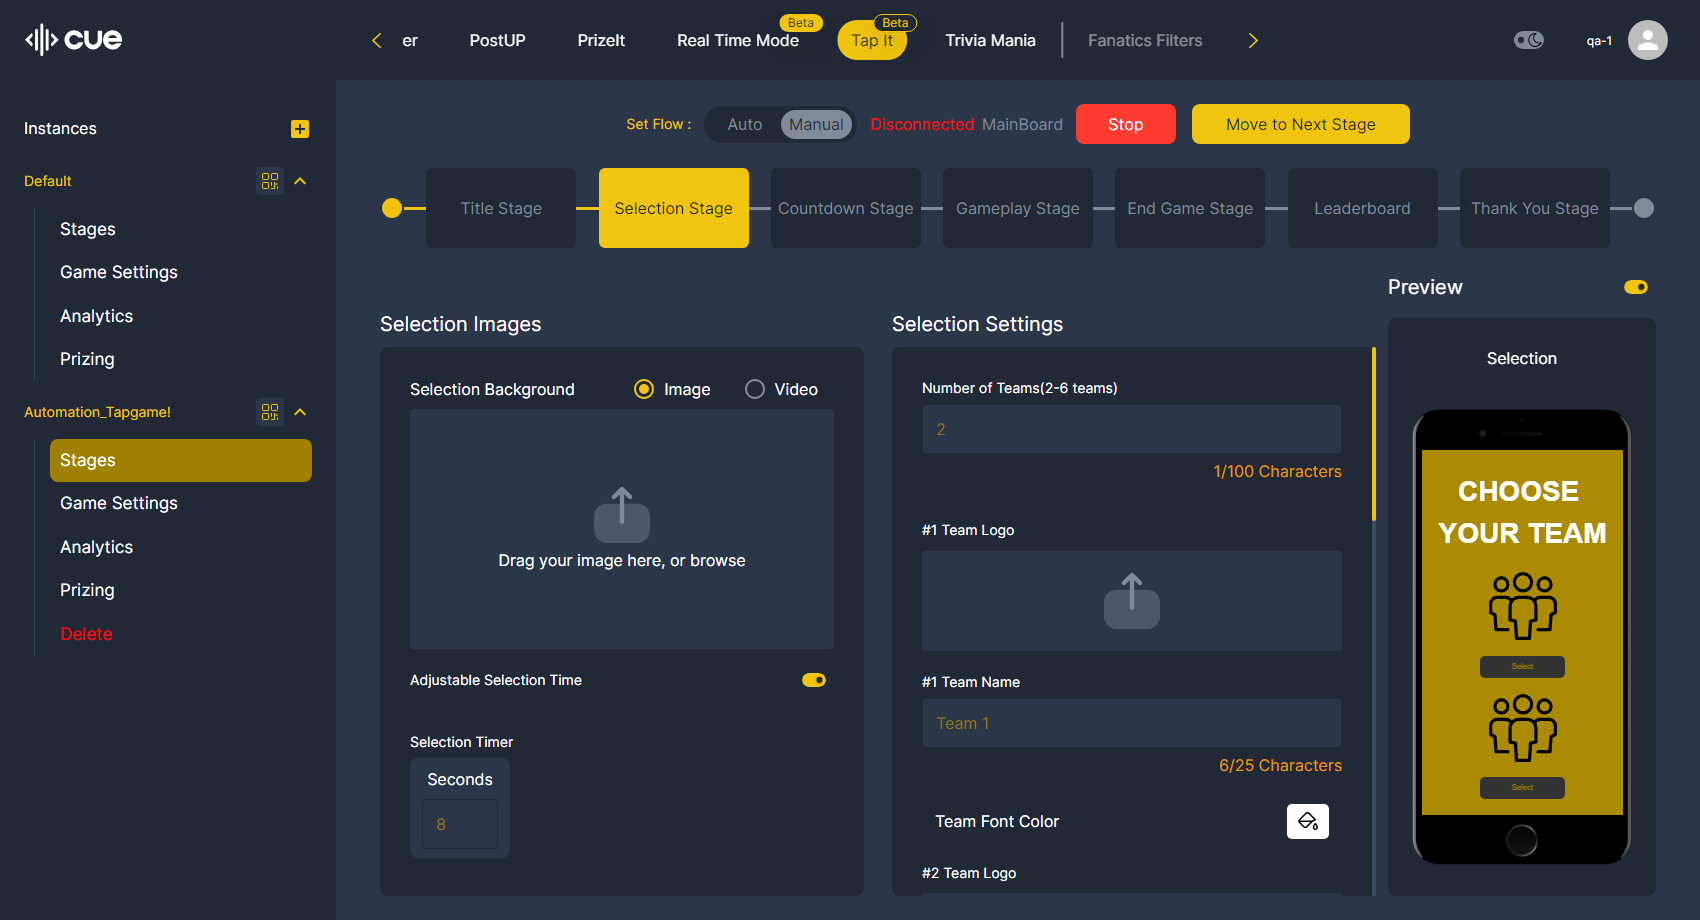 cue
er
PostUP
PrizeIt
Real Time Mode
Beta
Tap It
Beta
Trivia Mania
Fanatics Filters
qa-1
Instances
Default
Stages
Game Settings
Analytics
Prizing
Automation_Tapgame!
Stages
Game Settings
Analytics
Prizing
Delete
Set Flow :
Auto
Manual
Disconnected MainBoard
Stop
Move to Next Stage
Title Stage
Selection Stage
Countdown Stage
Gameplay Stage
End Game Stage
Leaderboard
Thank You Stage
Selection Images
Selection Background
Image
Video
Drag your image here, or browse
Adjustable Selection Time
Selection Timer
Seconds
8
Selection Settings
Number of Teams(2-6 teams)
2
1/100 Characters
#1 Team Logo
#1 Team Name
Team 1
6/25 Characters
Team Font Color
#2 Team Logo
Preview
Selection
CHOOSE
YOUR TEAM
Select
Select